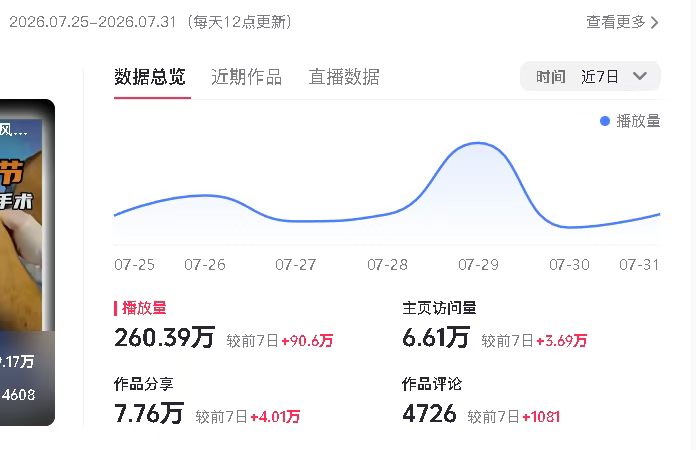 2026.07.25-2026.07.31（每天12点更新）
查看更多
数据总览 近期作品 直播数据
时间 近7日
风...
播放量
节
手术
07-25 07-26 07-27 07-28 07-29 07-30 07-31
播放量
260.39万 较前7日+90.6万
主页访问量
6.61万 较前7日+3.69万
.17万
4608
作品分享
7.76万 较前7日+4.01万
作品评论
4726 较前7日+1081